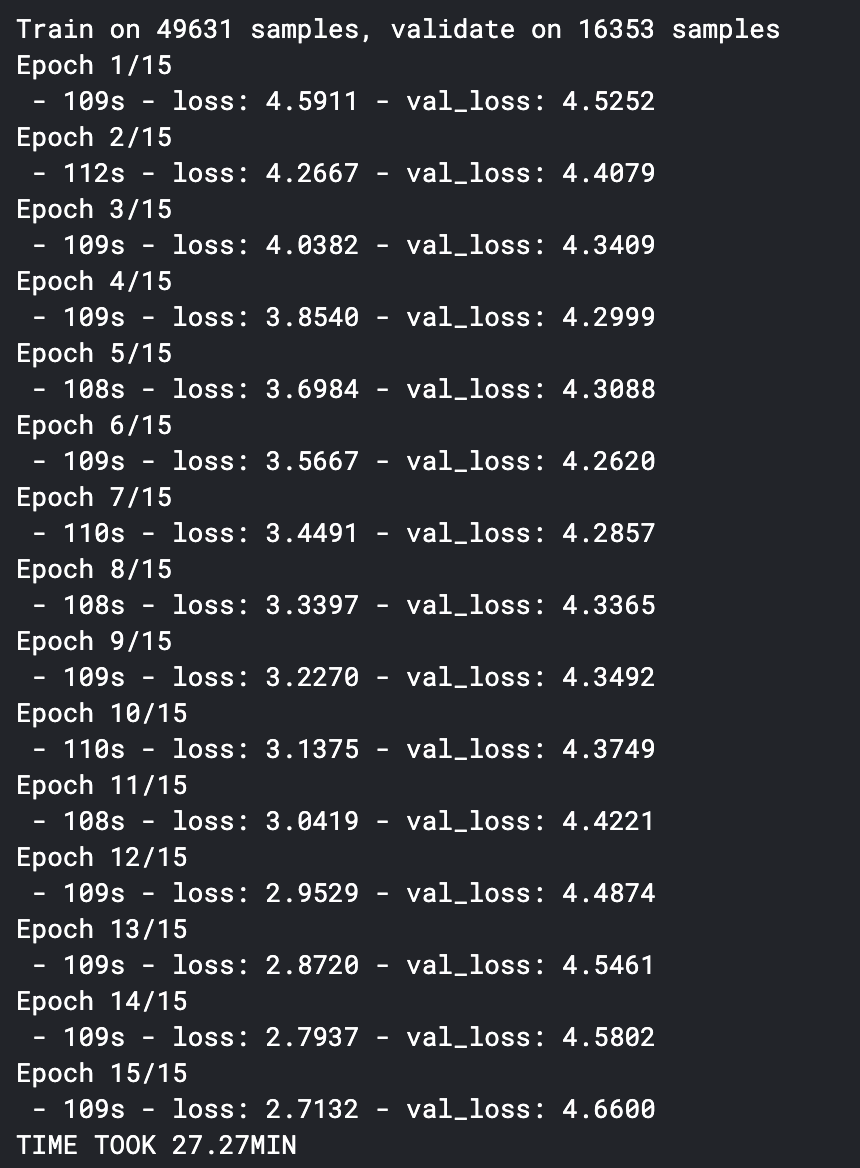 Train on 49631 samples, validate on 16353 samples
Epoch 1/15
 - 109s - loss: 4.5911 - val_loss: 4.5252
Epoch 2/15
 - 112s - loss: 4.2667 - val_loss: 4.4079
Epoch 3/15
 - 109s - loss: 4.0382 - val_loss: 4.3409
Epoch 4/15
 - 109s - loss: 3.8540 - val_loss: 4.2999
Epoch 5/15
 - 108s - loss: 3.6984 - val_loss: 4.3088
Epoch 6/15
 - 109s - loss: 3.5667 - val_loss: 4.2620
Epoch 7/15
 - 110s - loss: 3.4491 - val_loss: 4.2857
Epoch 8/15
 - 108s - loss: 3.3397 - val_loss: 4.3365
Epoch 9/15
 - 109s - loss: 3.2270 - val_loss: 4.3492
Epoch 10/15
 - 110s - loss: 3.1375 - val_loss: 4.3749
Epoch 11/15
 - 108s - loss: 3.0419 - val_loss: 4.4221
Epoch 12/15
 - 109s - loss: 2.9529 - val_loss: 4.4874
Epoch 13/15
 - 109s - loss: 2.8720 - val_loss: 4.5461
Epoch 14/15
 - 109s - loss: 2.7937 - val_loss: 4.5802
Epoch 15/15
 - 109s - loss: 2.7132 - val_loss: 4.6600
TIME TOOK 27.27MIN